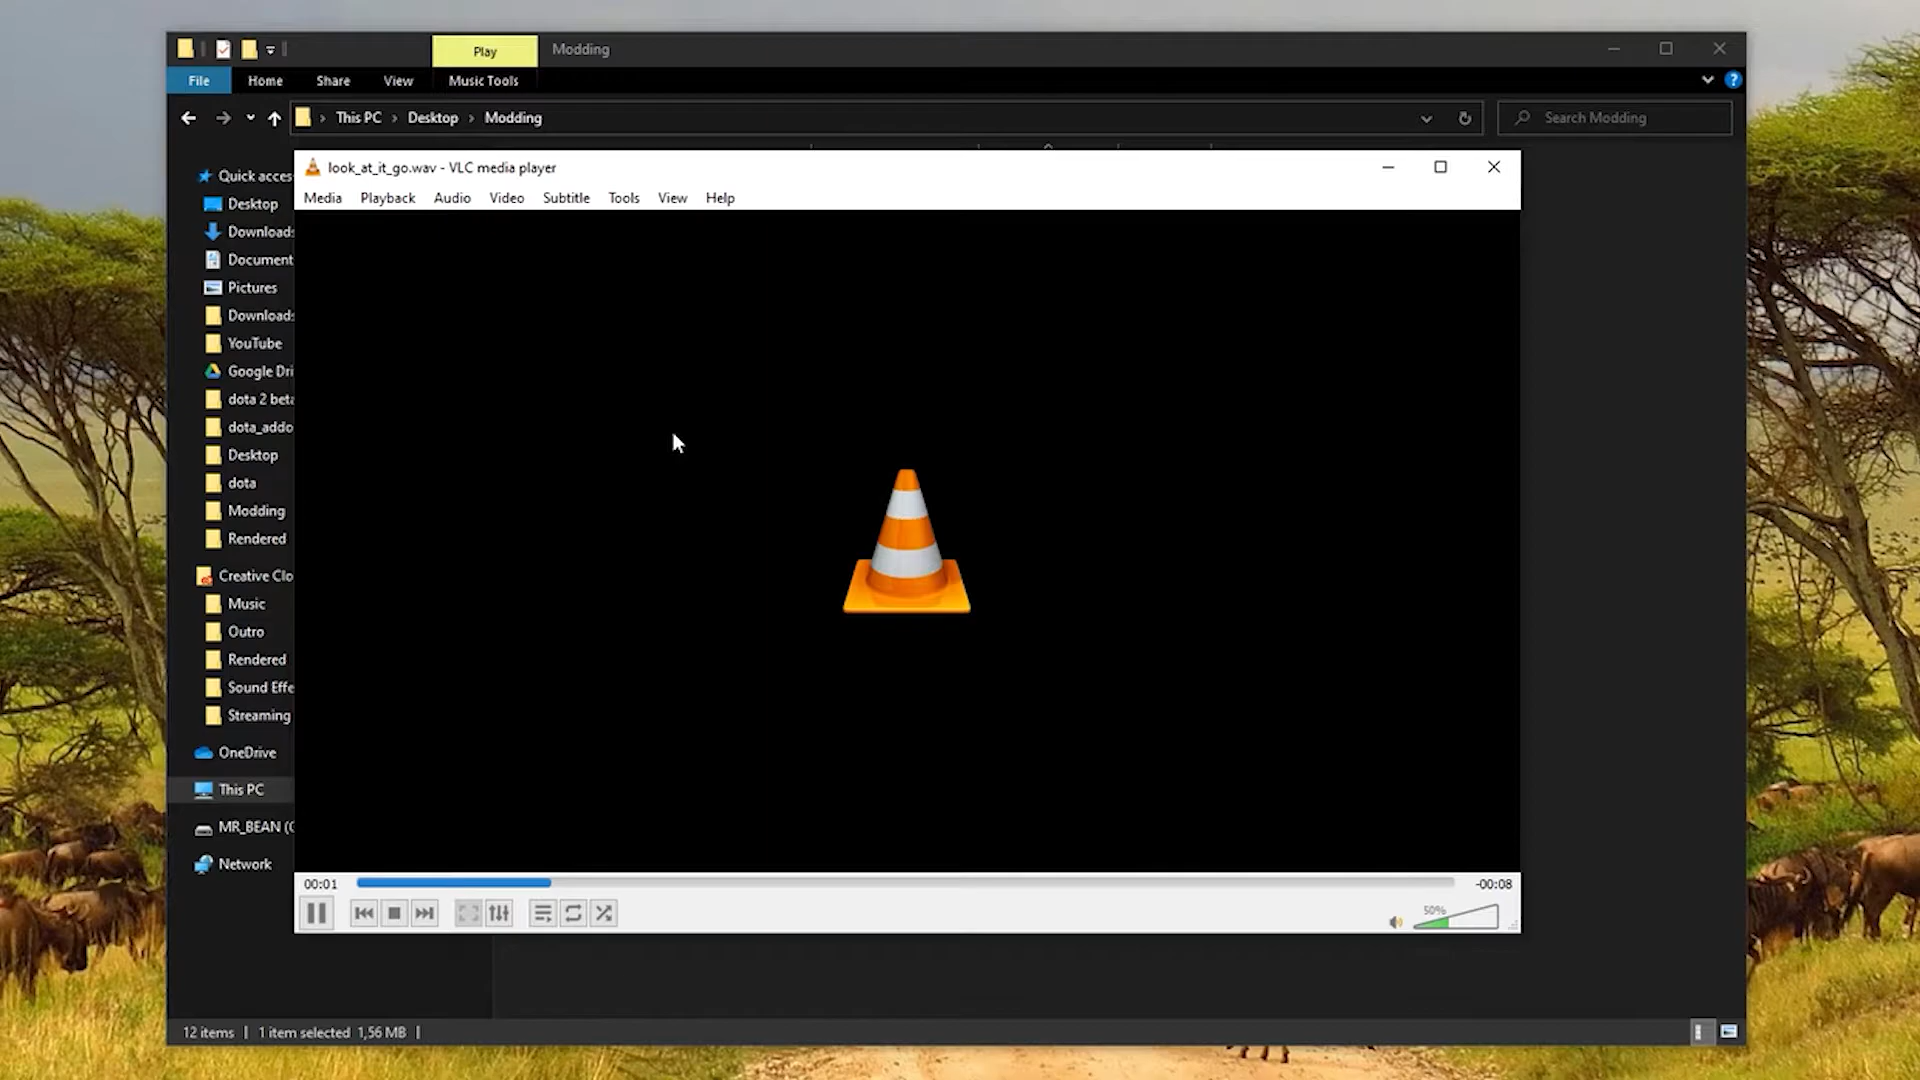 Play
Modding
File
Home
Share
View
Music Tools
This PC
Desktop
Modding
Search Modding
look_at_it_go.wav - VLC media player
Media
Playback
Audio
Video
Subtitle
Tools
View
Help
Quick acces
Desktop
Downloads
Document
Pictures
Downloads
YouTube
Google Dri
dota 2 beta
dota_addo
Desktop
dota
Modding
Rendered
Creative Clo
Music
Outro
Rendered
Sound Effe
Streaming
OneDrive
This PC
MR_BEAN (C
Network
00:01
-00:08
50%
12 items
1 item selected 1,56 MB